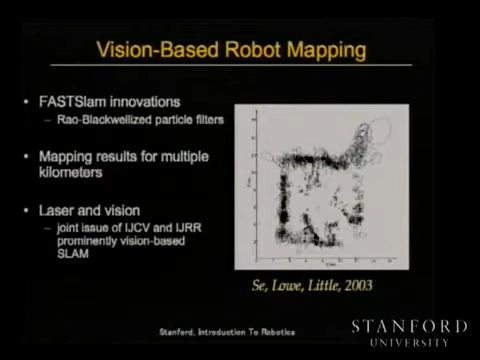 Vision-Based Robot Mapping
• FASTSlam innovations
– Rao-Blackwellized particle filters
• Mapping results for multiple
kilometers
• Laser and vision
– joint issue of IJCV and IJRR
prominently vision-based
SLAM
Se, Lowe, Little, 2003
Stanford, Introduction To Robotics
STANFORD
UNIVERSITY